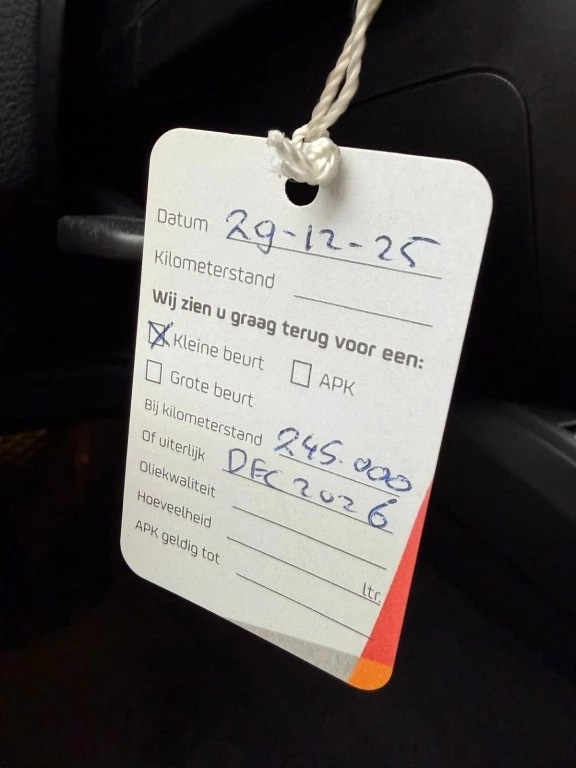 Datum 29-12-25
Kilometerstand
Wij zien u graag terug voor een:
Kleine beurt APK
Grote beurt
Bij kilometerstand 245.000
Of uiterlijk DEC 2026
Oliekwaliteit
Hoeveelheid ltr.
APK geldig tot